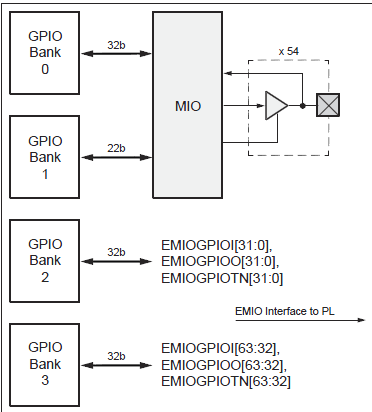 GPIO
Bank
0
32b
MIO
x 54
GPIO
Bank
1
22b
GPIO
Bank
2
32b
EMIOGPIOI[31:0],
EMIOGPIOO[31:0],
EMIOGPIOTN[31:0]
EMIO Interface to PL
GPIO
Bank
3
32b
EMIOGPIOI[63:32],
EMIOGPIOO[63:32],
EMIOGPIOTN[63:32]